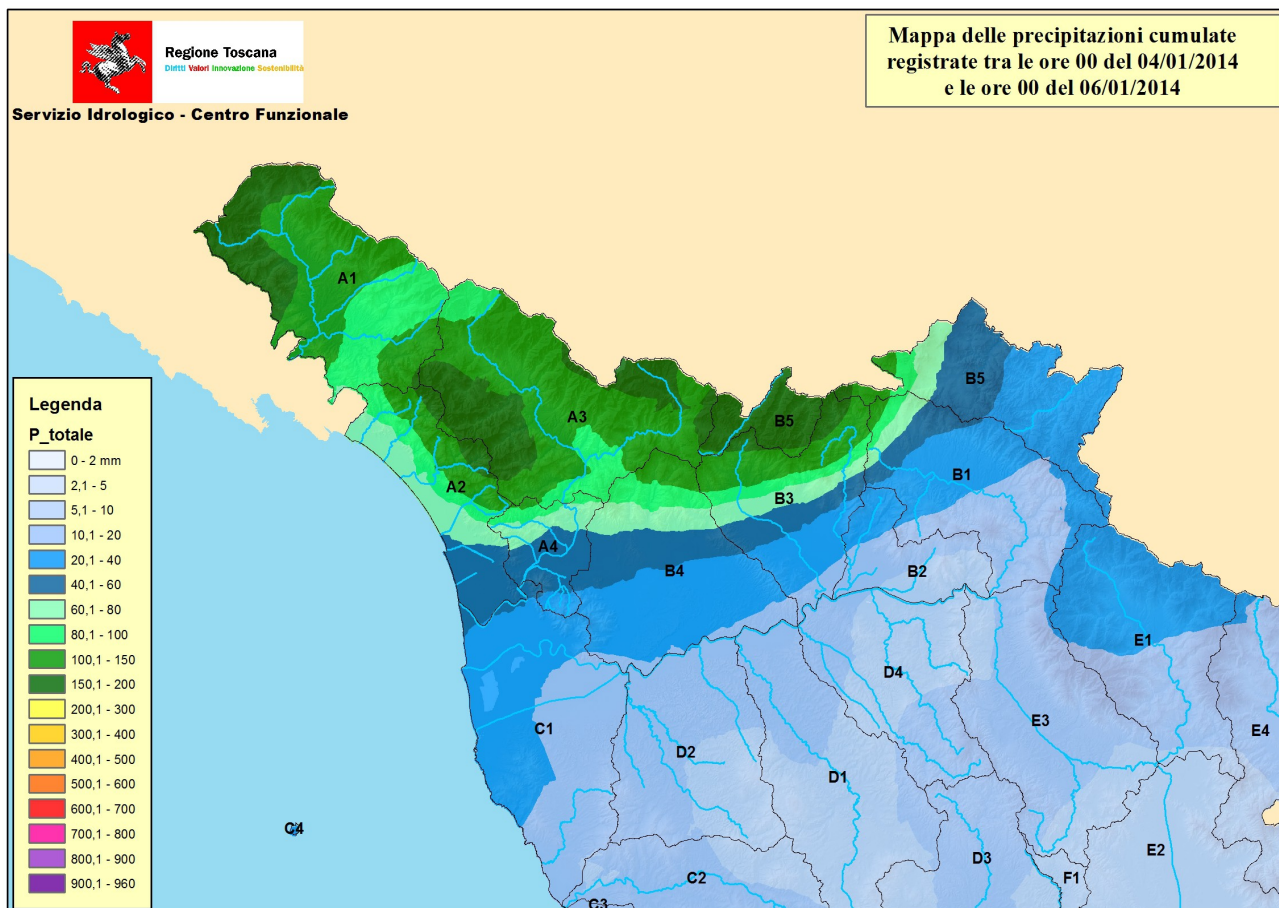 Regione Toscana
Diritti Valori Innovazione Sostenibilità
Servizio Idrologico - Centro Funzionale
Mappa delle precipitazioni cumulate
registrate tra le ore 00 del 04/01/2014
e le ore 00 del 06/01/2014
A1
A3
B5
B5
A2
B3
B1
A4
B4
B2
E1
D4
C1
E3
E4
D2
D1
C4
D3
E2
C2
F1
C3
Legenda
P_totale
0 - 2 mm
2,1 - 5
5,1 - 10
10,1 - 20
20,1 - 40
40,1 - 60
60,1 - 80
80,1 - 100
100,1 - 150
150,1 - 200
200,1 - 300
300,1 - 400
400,1 - 500
500,1 - 600
600,1 - 700
700,1 - 800
800,1 - 900
900,1 - 960